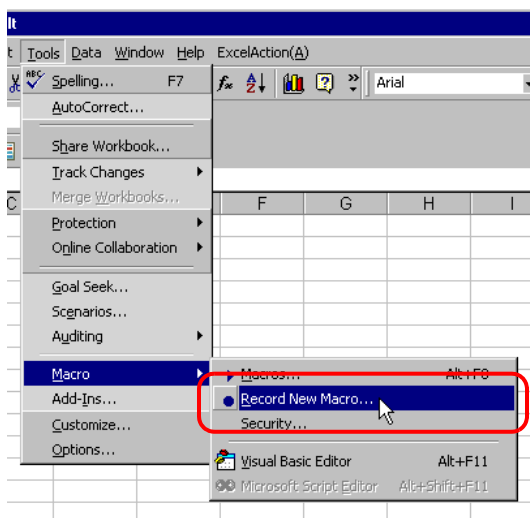 lt
t Tools Data Window Help ExcelAction(A)
ABC Spelling... F7
Arial
AutoCorrect...
Share Workbook...
Track Changes
Merge Workbooks...
C F G H I
Protection
Online Collaboration
Goal Seek...
Scenarios...
Auditing
Macro
Macros... Alt+F8
Add-Ins...
Record New Macro...
Customize...
Security...
Options...
Visual Basic Editor Alt+F11
Microsoft Script Editor Alt+Shift+F11